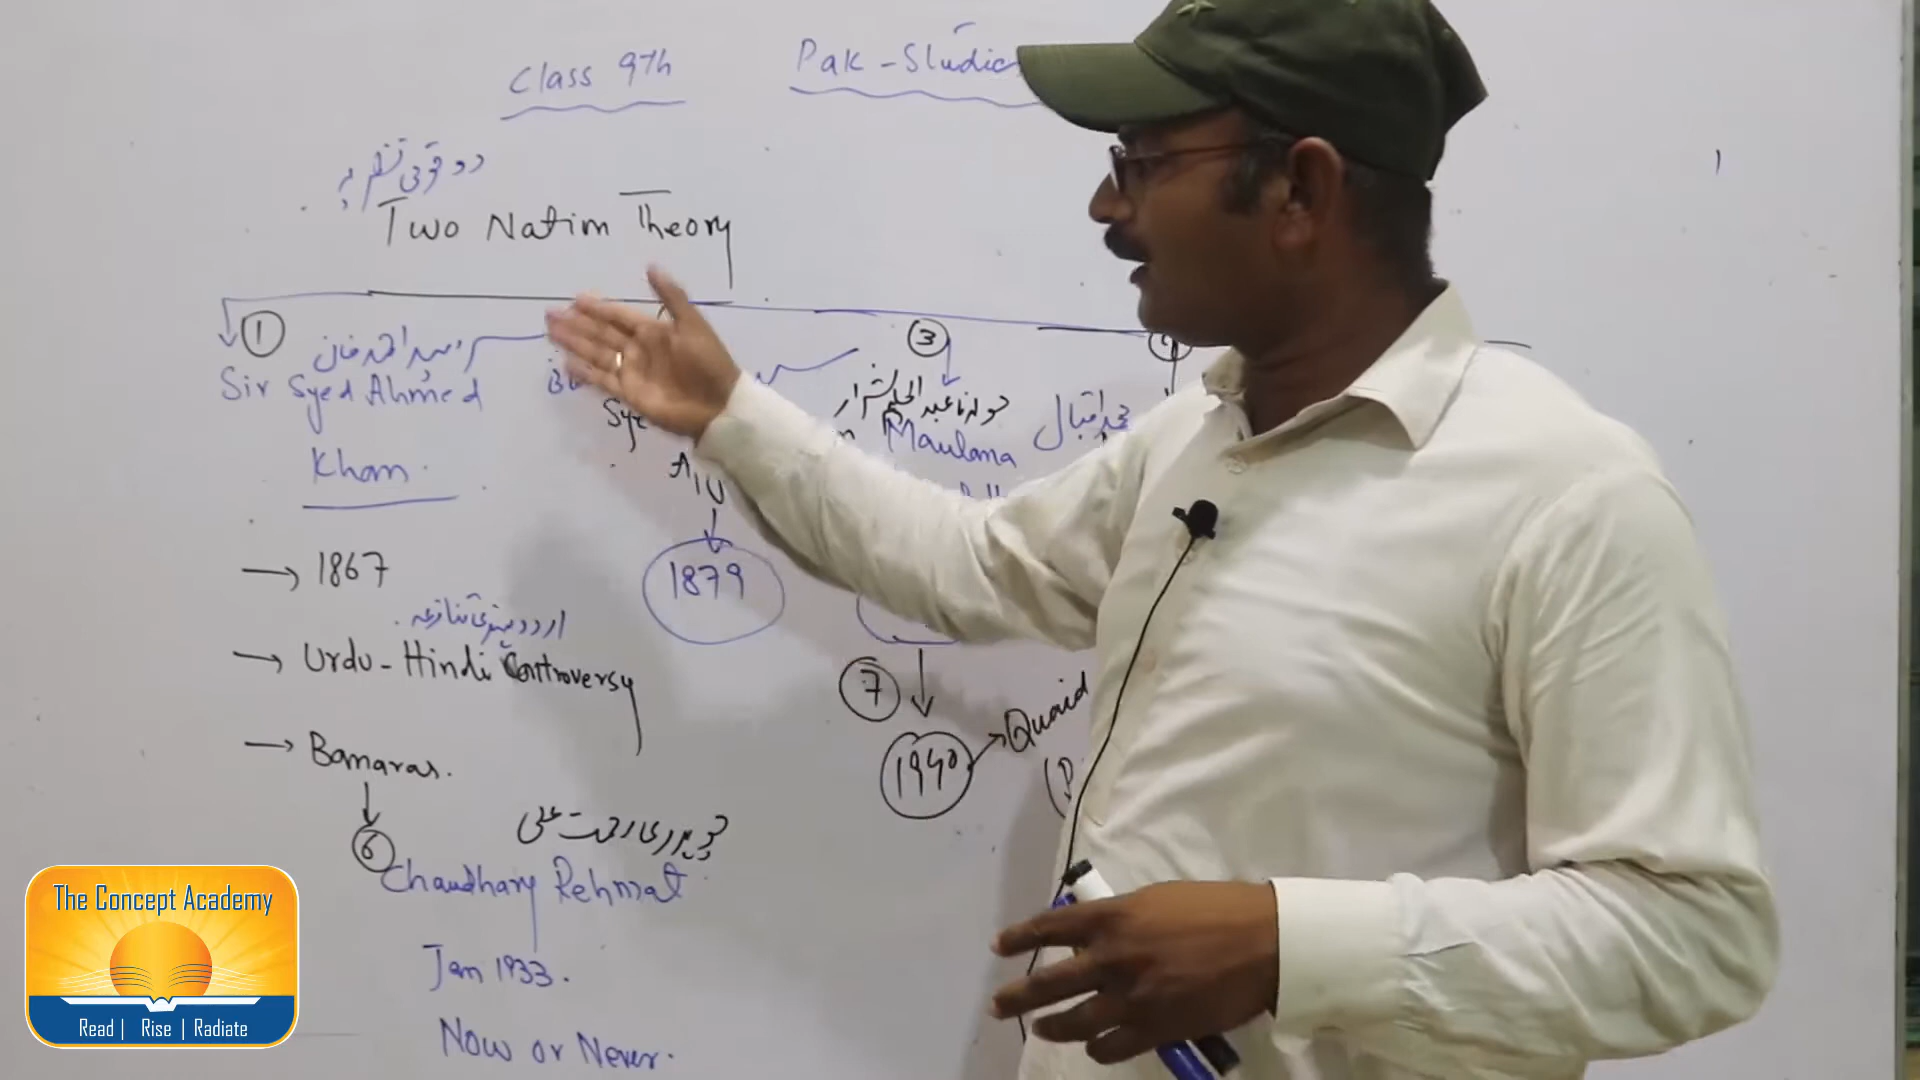 Class 9th
Pak - Studie
دو قومی نظریہ
Two Nation Theory
1
3
سر سید احمد خان
Sir Syed Ahmed
Khan.
مولانا عبدالحلیم شرار
Maulana
محمد اقبال
1879
→ 1867
اردو ہندی تنازعہ
→ Urdu - Hindi Controversy
→ Banaras.
7
1940
Quaid
6
چوہدری رحمت علی
Chaudhary Rehmat
Jan 1933.
Now or Never.
The Concept Academy
Read | Rise | Radiate